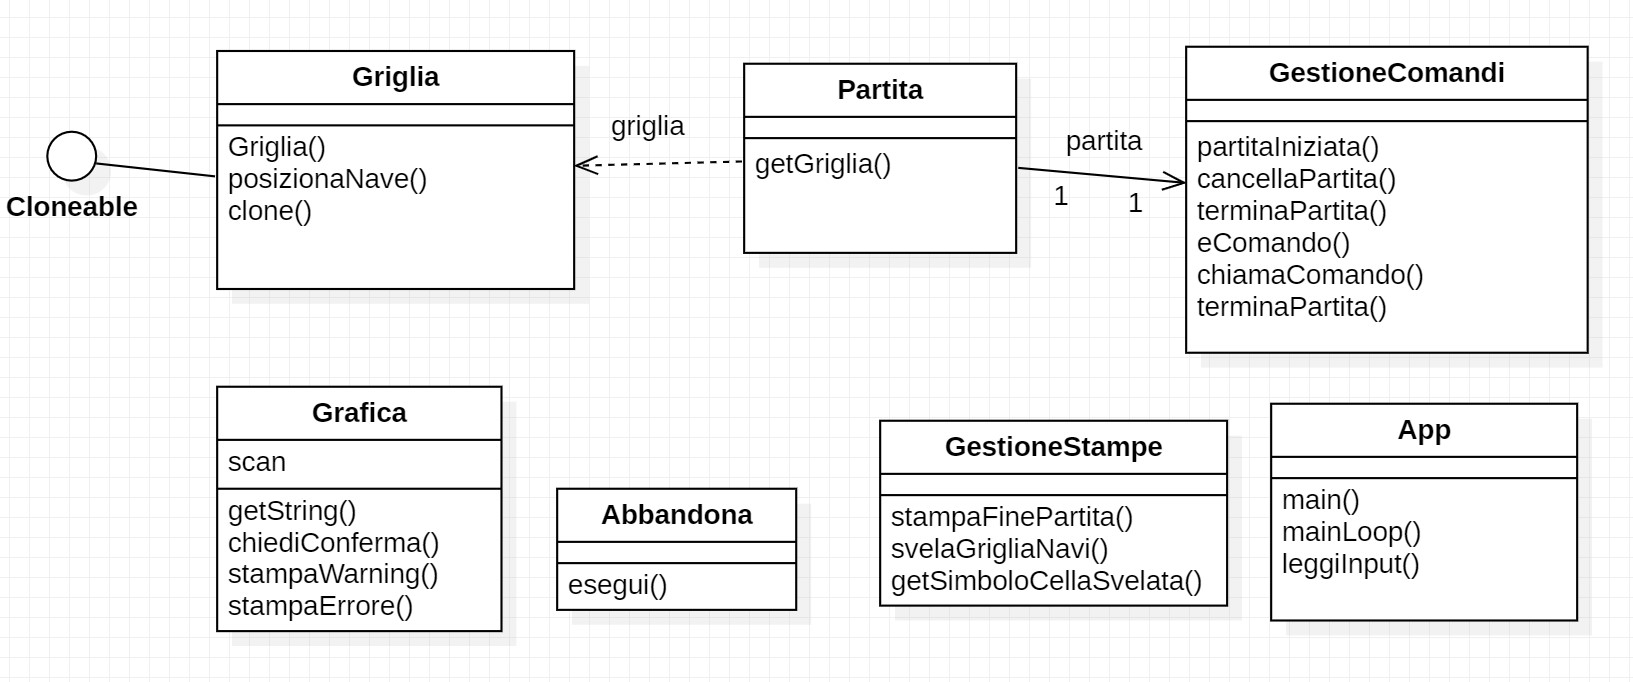 Cloneable
Griglia
Griglia()
posizionaNave()
clone()
griglia
Partita
getGriglia()
partita
1
1
GestioneComandi
partitaIniziata()
cancellaPartita()
terminaPartita()
eComando()
chiamaComando()
terminaPartita()
Grafica
scan
getString()
chiediConferma()
stampaWarning()
stampaErrore()
Abbandona
esegui()
GestioneStampe
stampaFinePartita()
svelaGrigliaNavi()
getSimboloCellaSvelata()
App
main()
mainLoop()
leggiInput()